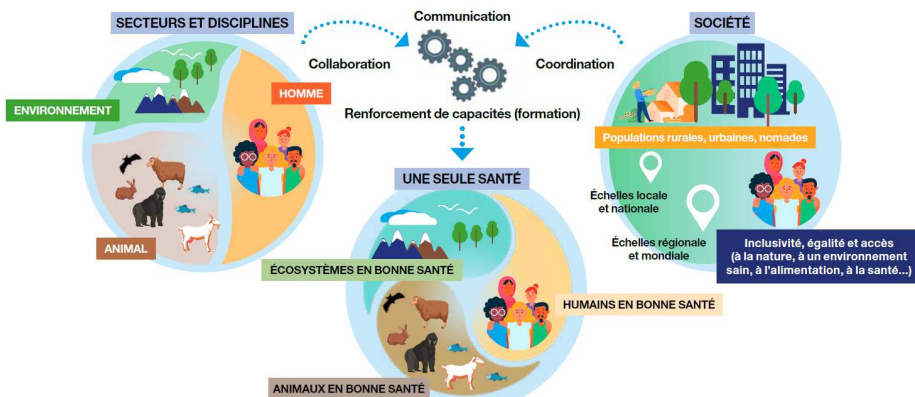 SECTEURS ET DISCIPLINES
Communication
SOCIÉTÉ
Collaboration
Coordination
HOMME
ENVIRONNEMENT
Renforcement de capacités (formation)
Populations rurales, urbaines, nomades
UNE SEULE SANTÉ
Échelles locale
et nationale
ANIMAL
Échelles régionale
et mondiale
Inclusivité, égalité et accès
(à la nature, à un environnement
sain, à l'alimentation, à la santé...)
ÉCOSYSTÈMES EN BONNE SANTÉ
HUMAINS EN BONNE SANTÉ
ANIMAUX EN BONNE SANTÉ